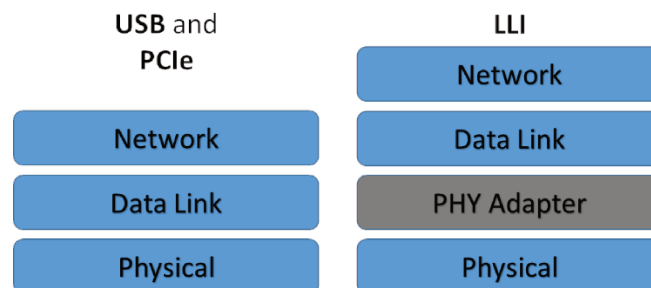 USB and
PCIe
Network
Data Link
Physical
LLI
Network
Data Link
PHY Adapter
Physical